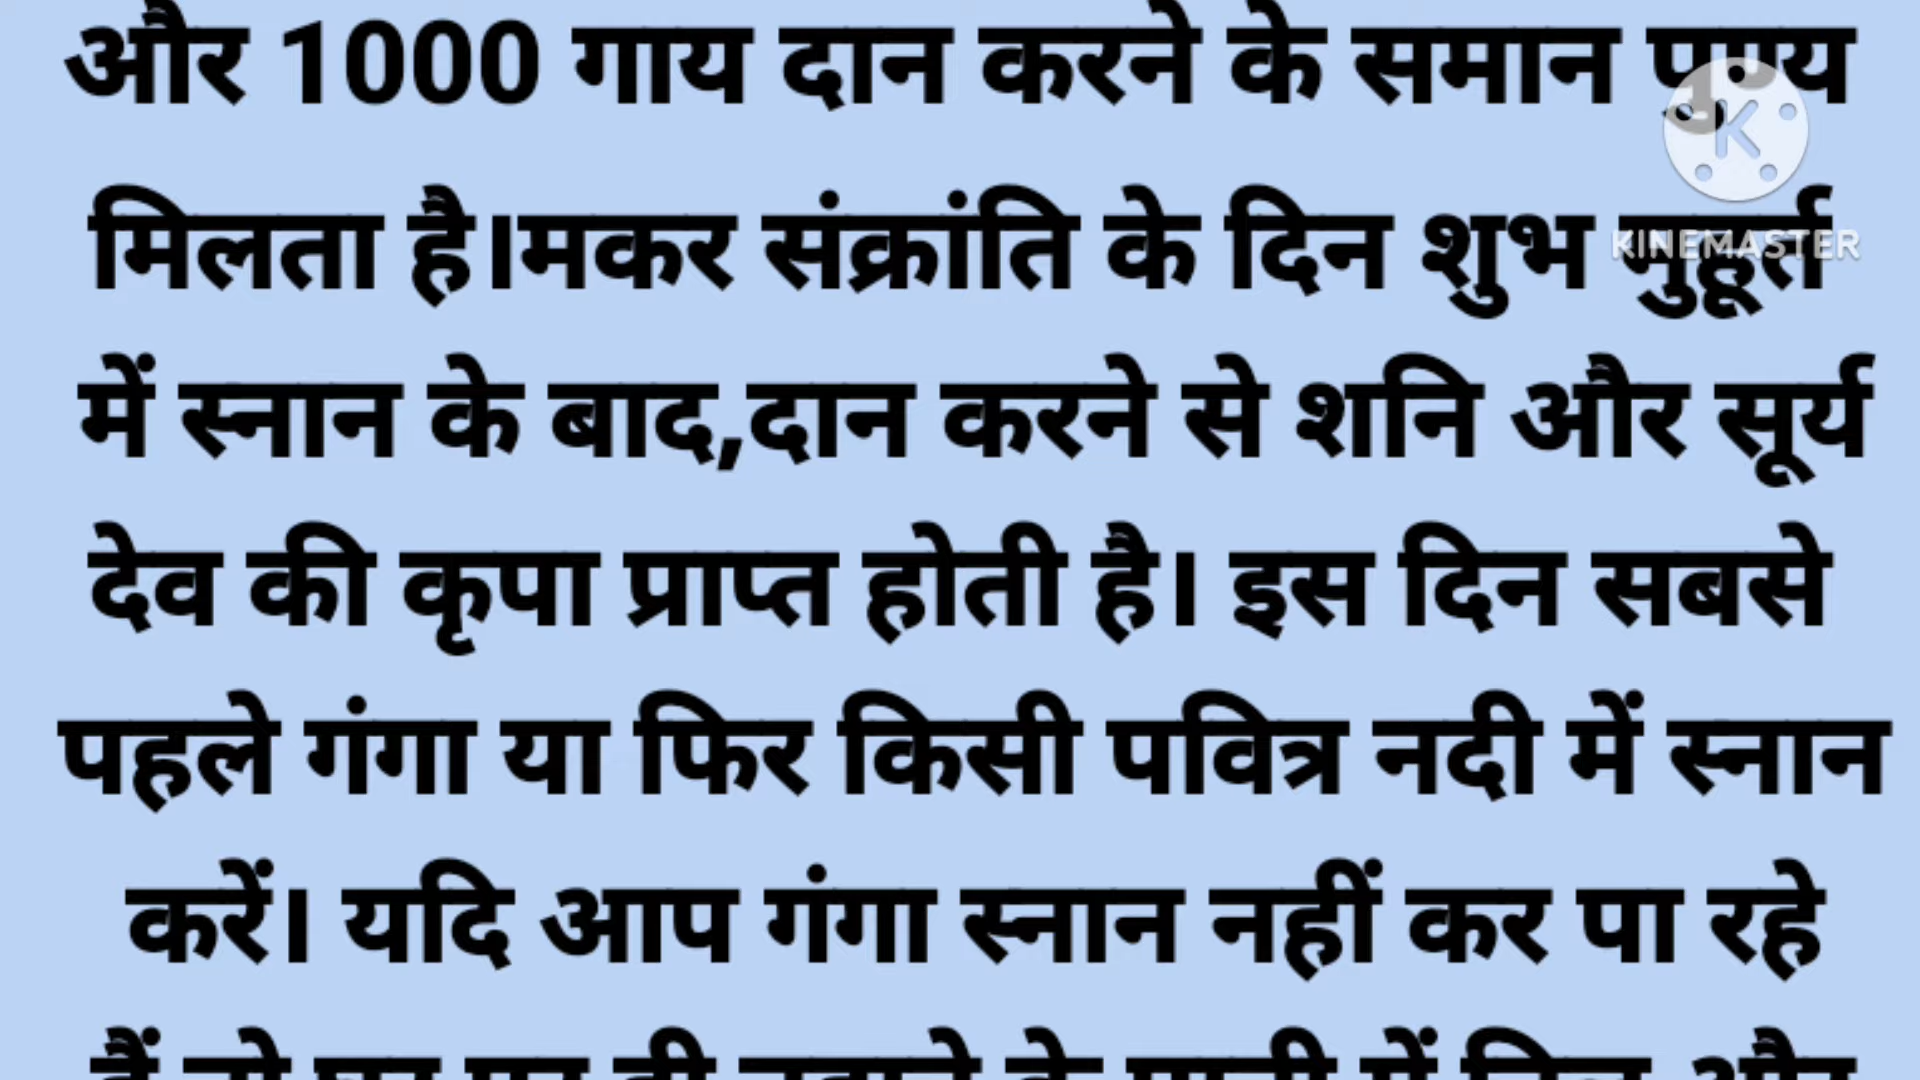 और 1000 गाय दान करने के समान पुण्य
मिलता है।मकर संक्रांति के दिन शुभ मुहूर्त
KINEMASTER
में स्नान के बाद,दान करने से शनि और सूर्य
देव की कृपा प्राप्त होती है। इस दिन सबसे
पहले गंगा या फिर किसी पवित्र नदी में स्नान
करें। यदि आप गंगा स्नान नहीं कर पा रहे